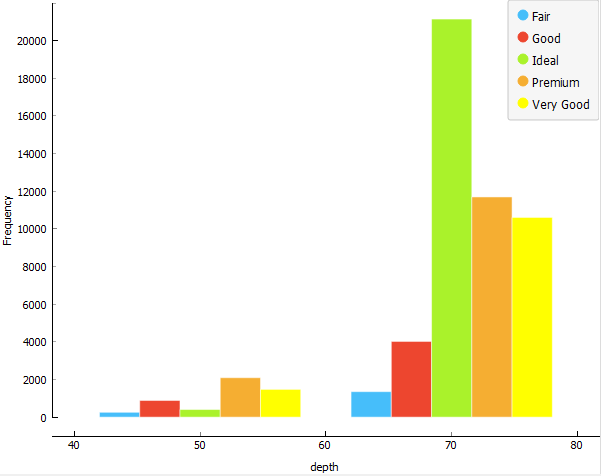 Fair
Good
Ideal
Premium
Very Good
Frequency
20000
18000
16000
14000
12000
10000
8000
6000
4000
2000
0
40 50 60 70 80
depth